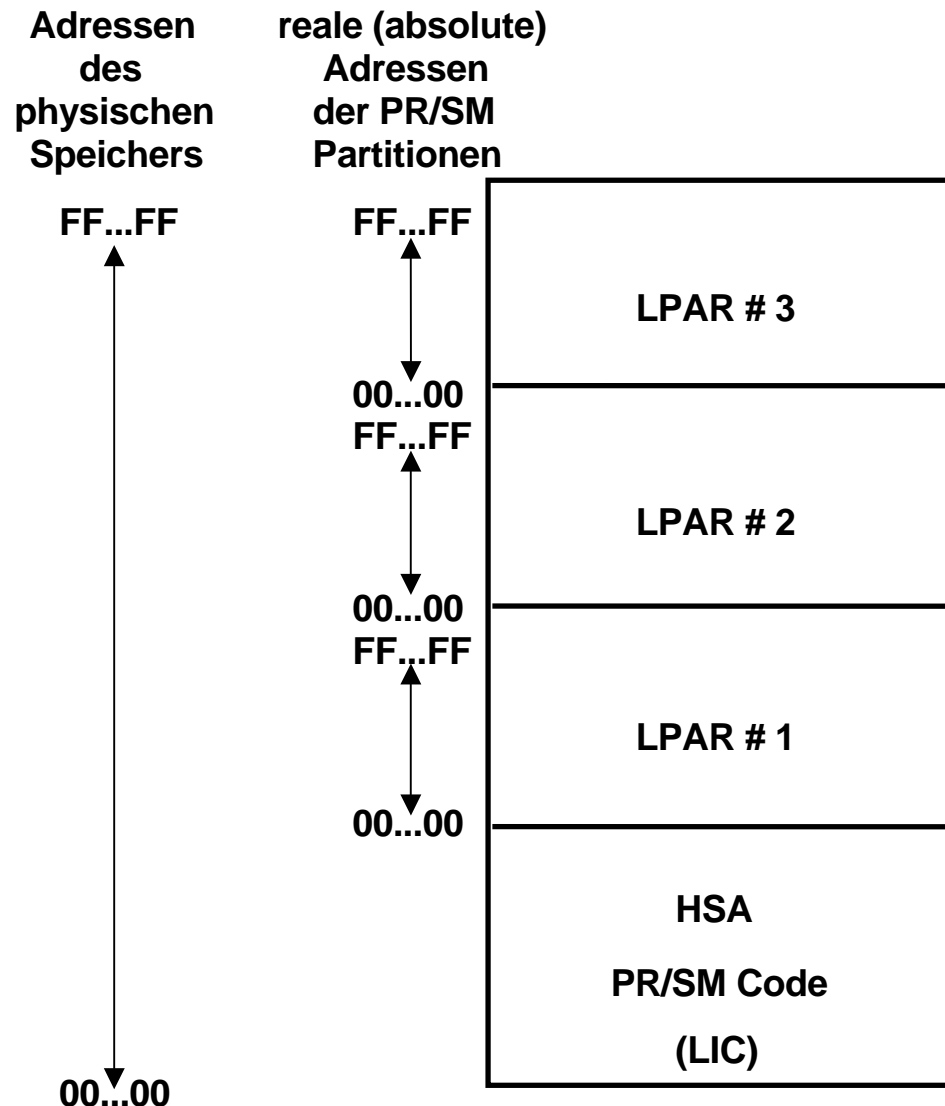 Adressen
des
physischen
Speichers
reale (absolute)
Adressen
der PR/SM
Partitionen
FF...FF
FF...FF
LPAR # 3
00...00
FF...FF
LPAR # 2
00...00
FF...FF
LPAR # 1
00...00
HSA
PR/SM Code
(LIC)
00...00